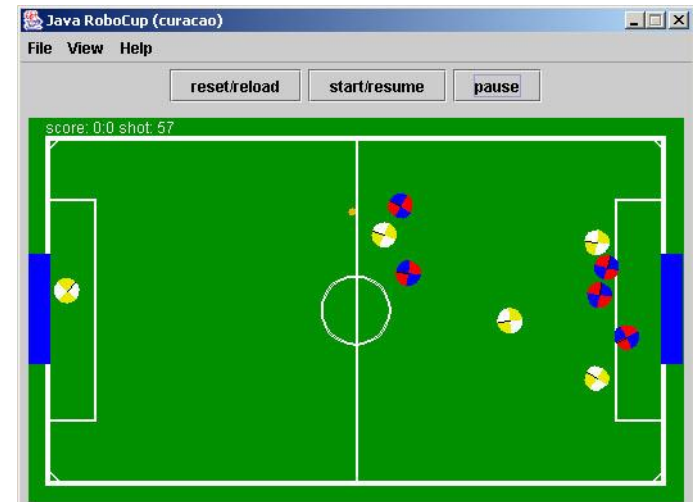 Java RoboCup (curacao)
File View Help
reset/reload start/resume pause
score: 0:0 shot: 57